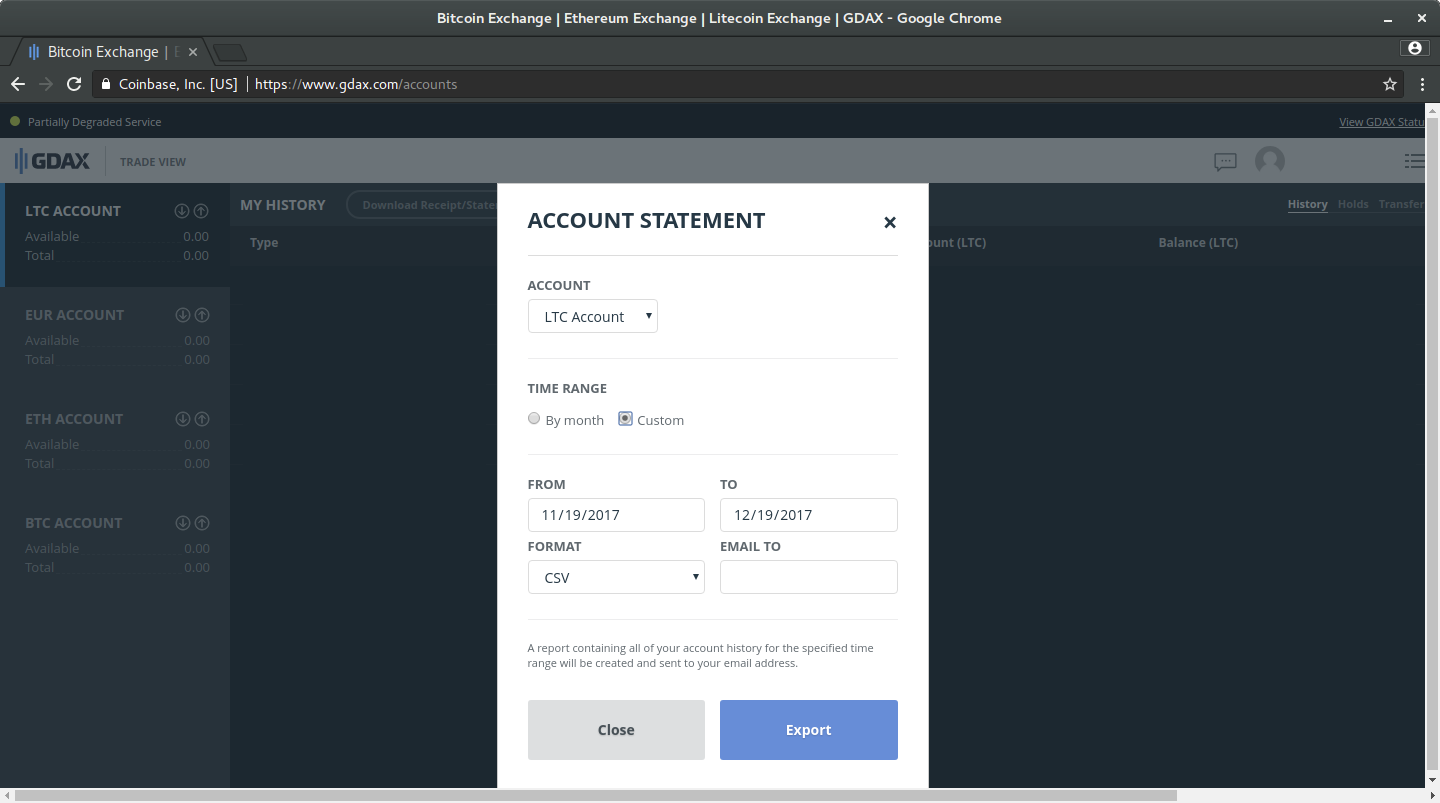 Bitcoin Exchange | Ethereum Exchange | Litecoin Exchange | GDAX - Google Chrome
Bitcoin Exchange |
Coinbase, Inc. [US] https://www.gdax.com/accounts
Partially Degraded Service View GDAX Statu
GDAX TRADE VIEW
LTC ACCOUNT
Available 0.00
Total 0.00
EUR ACCOUNT
Available 0.00
Total 0.00
ETH ACCOUNT
Available 0.00
Total 0.00
BTC ACCOUNT
Available 0.00
Total 0.00
MY HISTORY Download Receipt/State History Holds Transfer
Type ount (LTC) Balance (LTC)
ACCOUNT STATEMENT
ACCOUNT
LTC Account
TIME RANGE
By month Custom
FROM TO
11/19/2017 12/19/2017
FORMAT EMAIL TO
CSV
A report containing all of your account history for the specified time
range will be created and sent to your email address.
Close Export